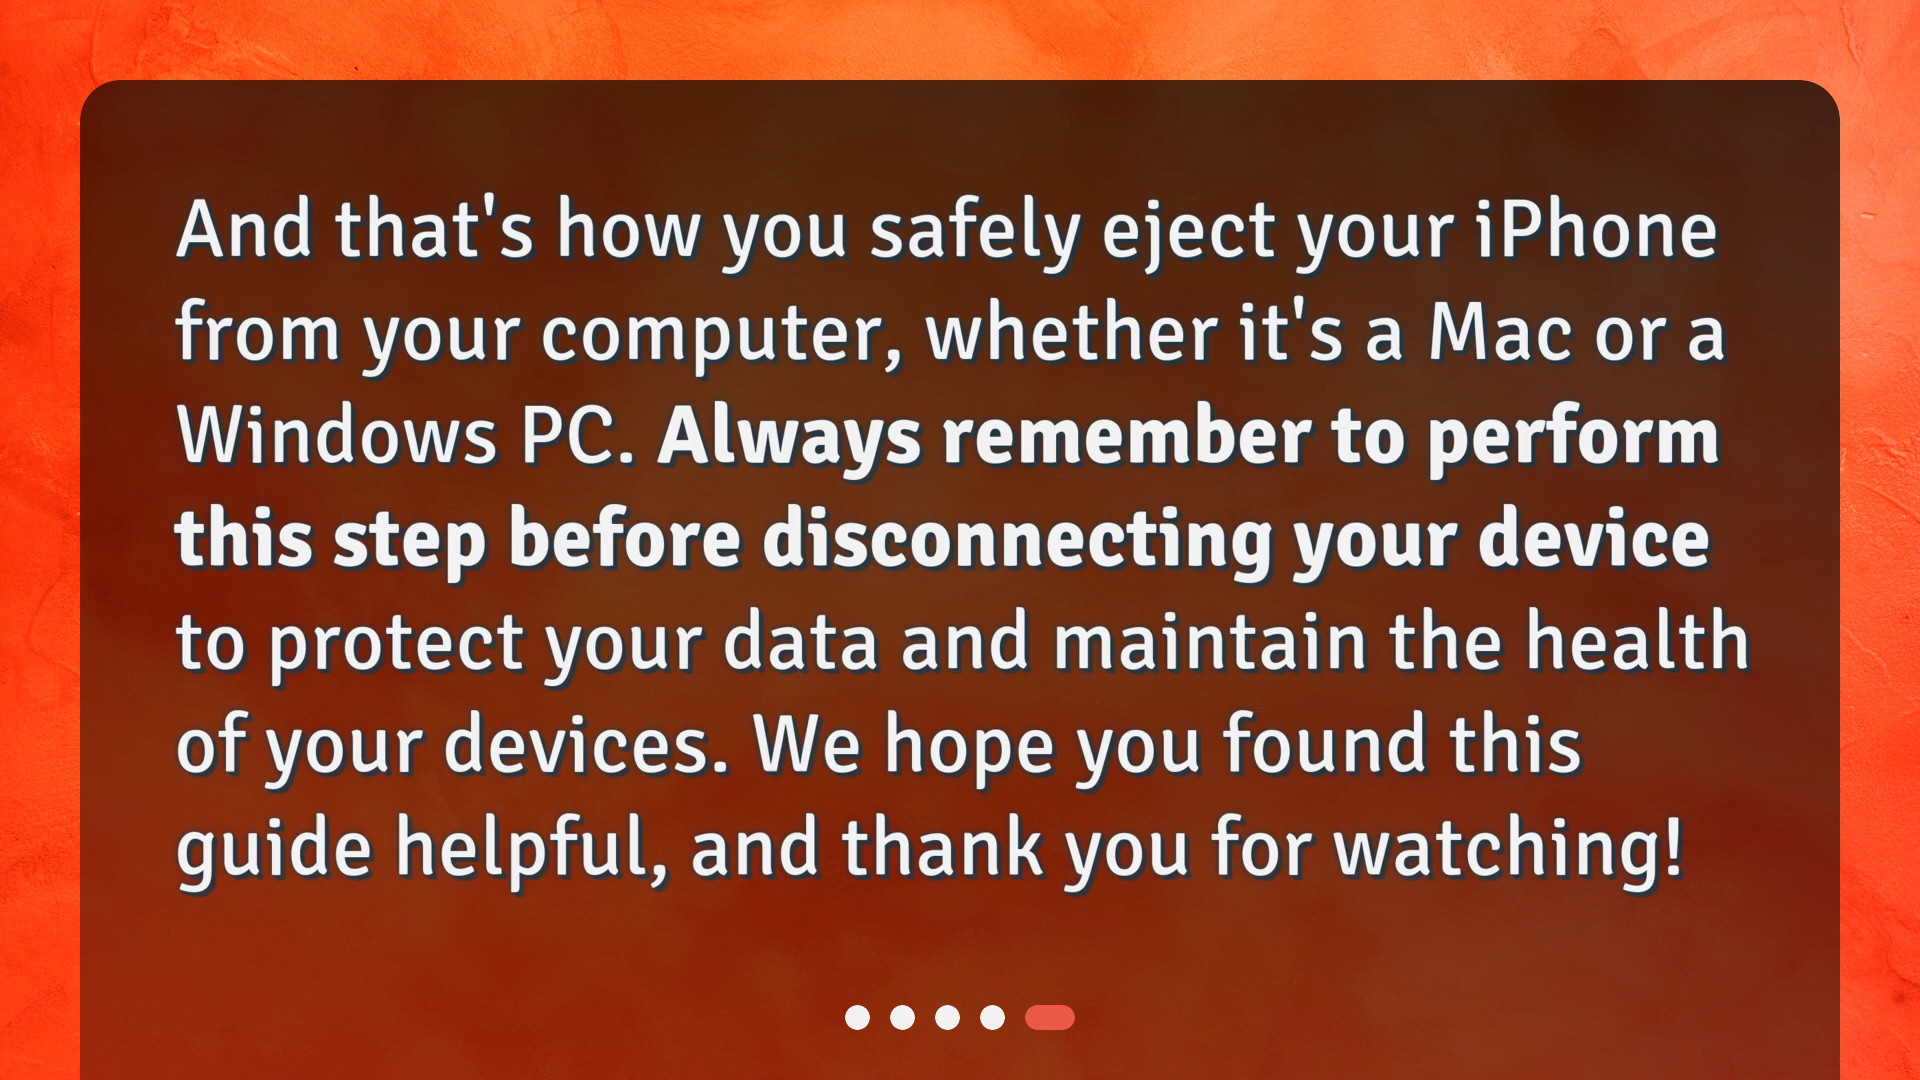 And that's how you safely eject your iPhone
from your computer, whether it's a Mac or a
Windows PC. Always remember to perform
this step before disconnecting your device
to protect your data and maintain the health
of your devices. We hope you found this
guide helpful, and thank you for watching!